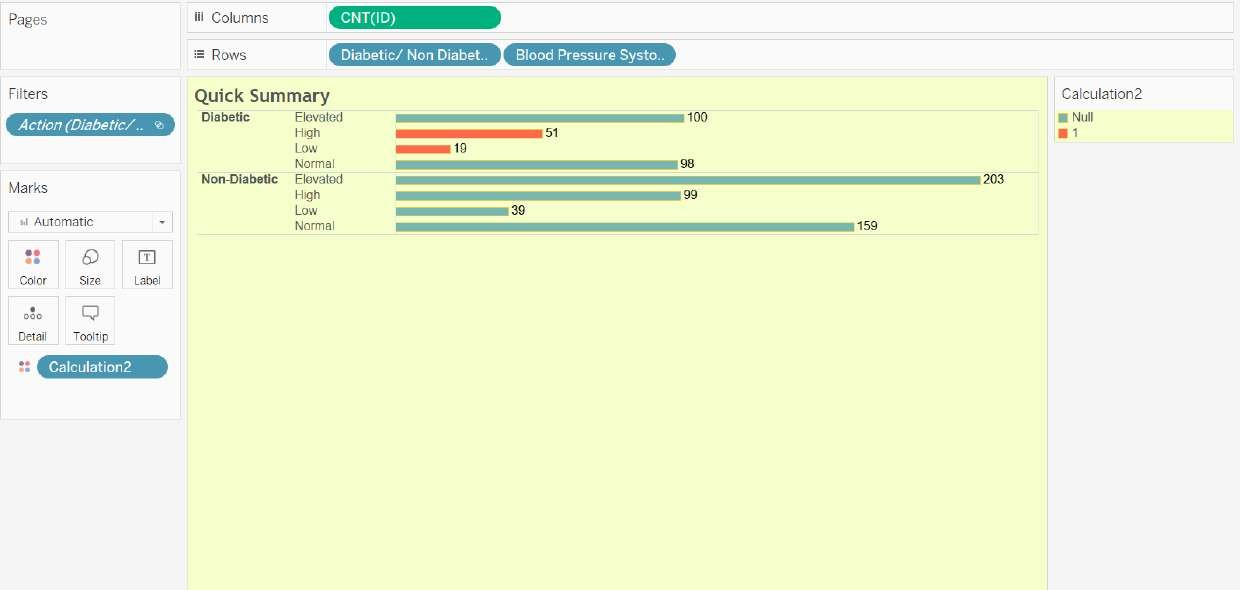 Pages
Columns
CNT(ID)
Rows
Diabetic/ Non Diabet..
Blood Pressure Systo..
Filters
Action (Diabetic/ ..
Marks
Automatic
Color
Size
Label
Detail
Tooltip
Calculation2
Quick Summary
Diabetic Elevated 100
High 51
Low 19
Normal 98
Non-Diabetic Elevated 203
High 99
Low 39
Normal 159
Calculation2
Null
1